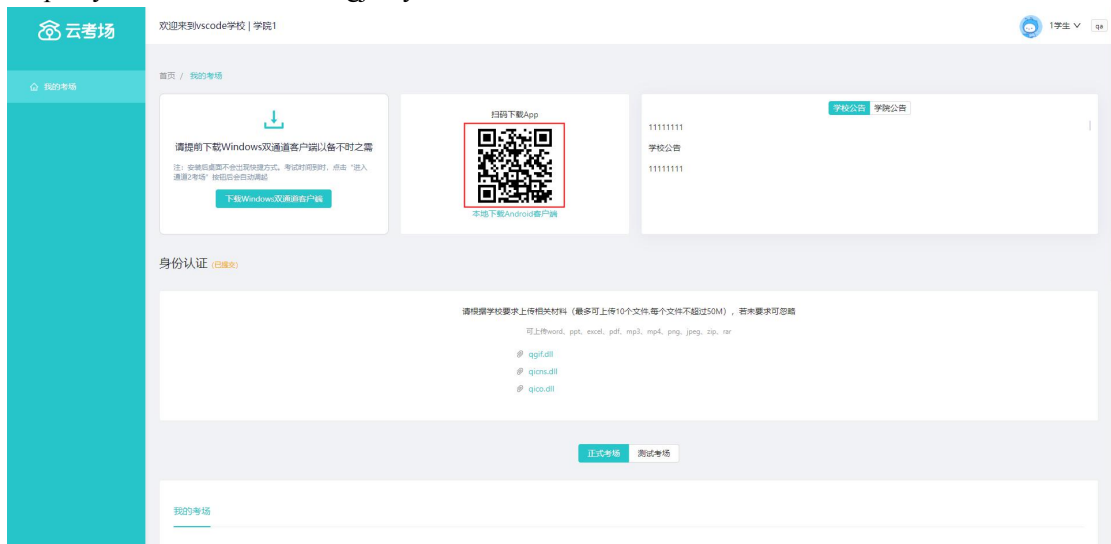 云考场
欢迎来到vscode学校 | 学院1
1学生
qa
我的考场
首页 / 我的考场
请提前下载Windows双通道客户端以备不时之需
注：安装后桌面不会出现快捷方式。考试时间到时，点击“进入
通道2考场”按钮后会自动调起
下载Windows双通道客户端
扫码下载App
本地下载Android客户端
学校公告 学院公告
11111111
学校公告
11111111
身份认证 (已提交)
请根据学校要求上传相关材料（最多可上传10个文件,每个文件不超过50M），若未要求可忽略
可上传word、ppt、excel、pdf、mp3、mp4、png、jpeg、zip、rar
qgif.dll
qicns.dll
qico.dll
正式考场 测试考场
我的考场